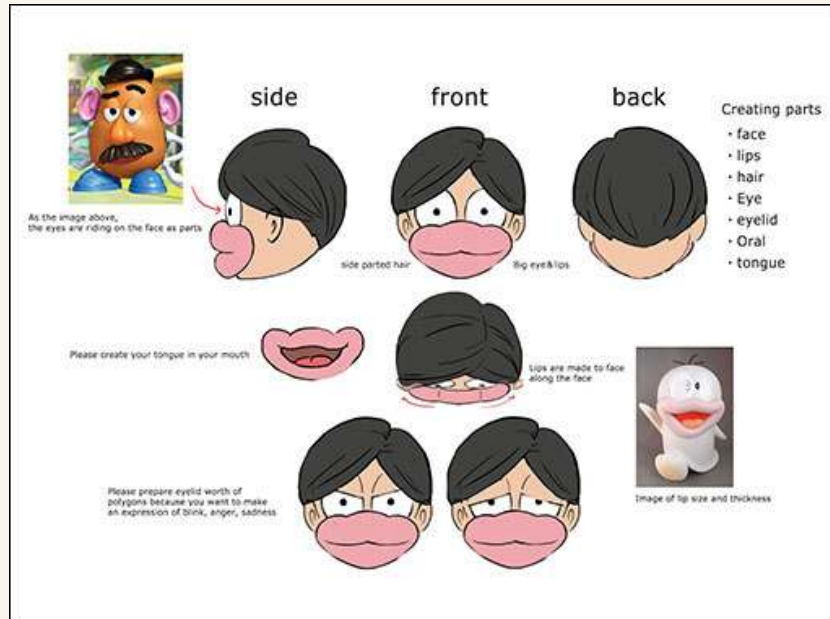 side
front
back
Creating parts
・face
・lips
・hair
・Eye
・eyelid
・Oral
・tongue
As the image above,
the eyes are riding on the face as parts
side parted hair
Big eye&lips
Please create your tongue in your mouth
Lips are made to face
along the face
Please prepare eyelid worth of
polygons because you want to make
an expression of blink, anger, sadness
Image of lip size and thickness